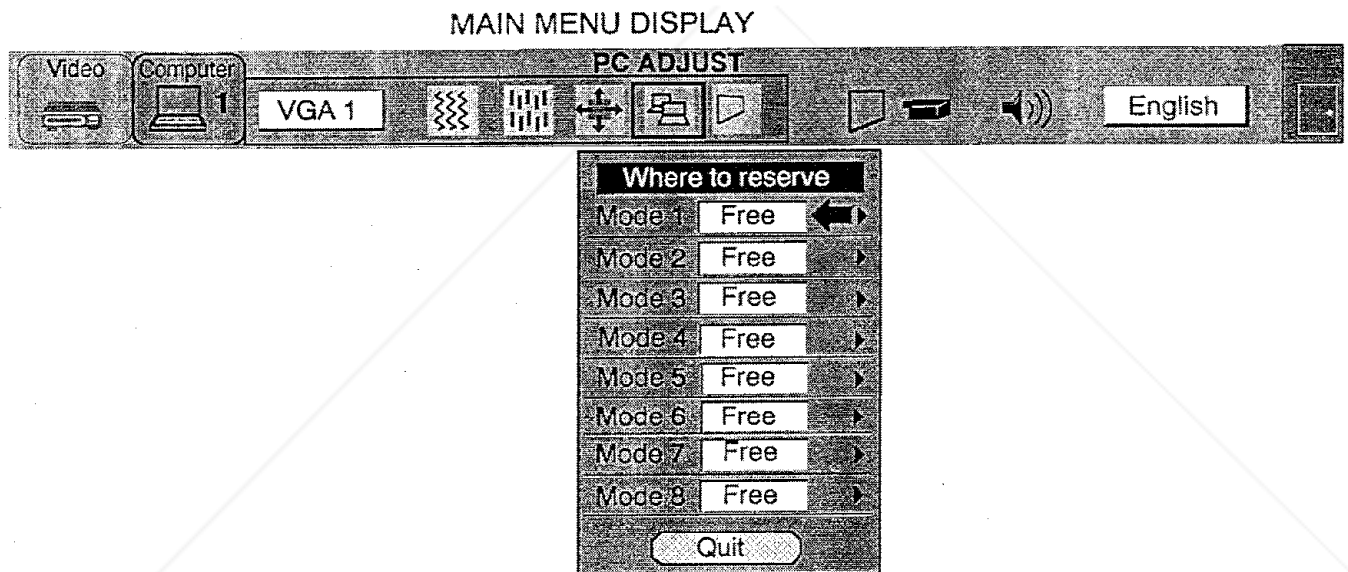 MAIN MENU DISPLAY
PC ADJUST
Video
Computer
1
VGA 1
English
Where to reserve
Mode 1 Free
Mode 2 Free
Mode 3 Free
Mode 4 Free
Mode 5 Free
Mode 6 Free
Mode 7 Free
Mode 8 Free
Quit